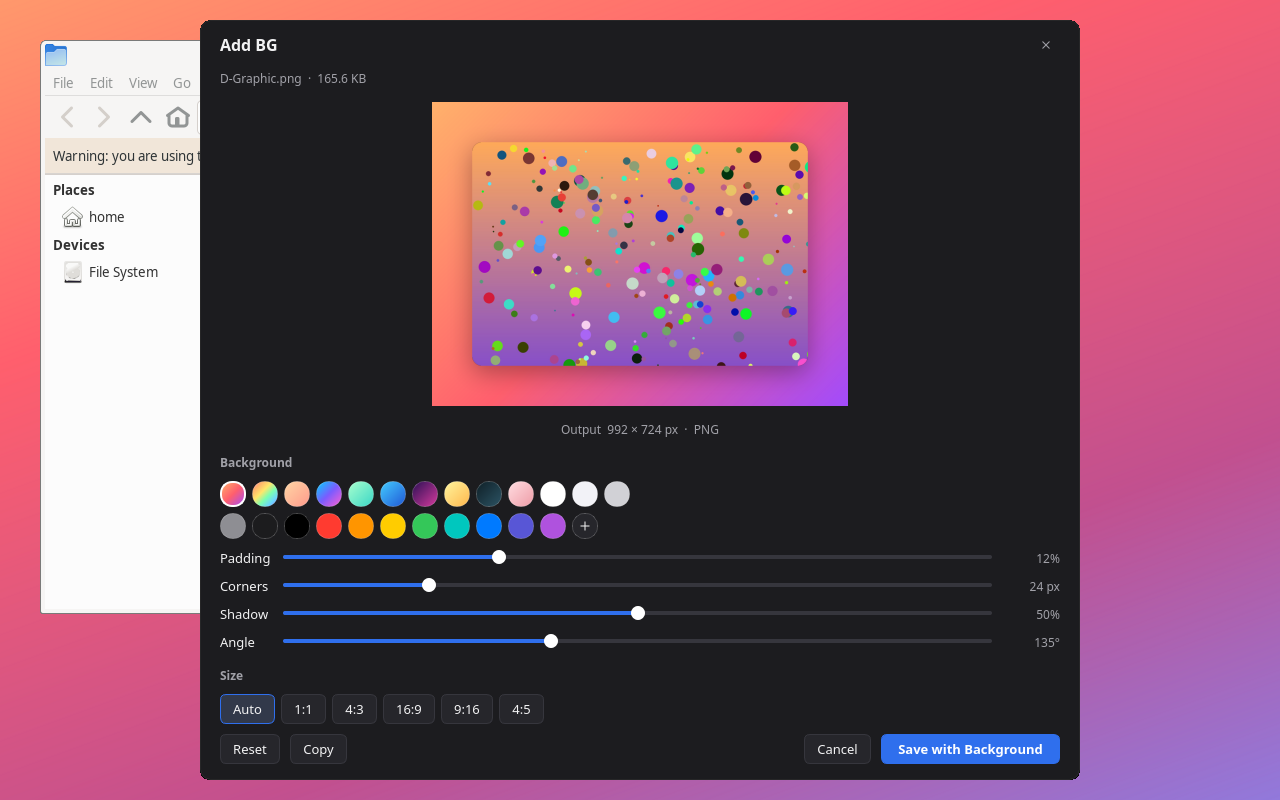 Add BG
×
D-Graphic.png · 165.6 KB
File Edit View Go
Warning: you are using t
Places
home
Devices
File System
Output 992 × 724 px · PNG
Background
+
Padding 12%
Corners 24 px
Shadow 50%
Angle 135°
Size
Auto 1:1 4:3 16:9 9:16 4:5
Reset Copy Cancel Save with Background